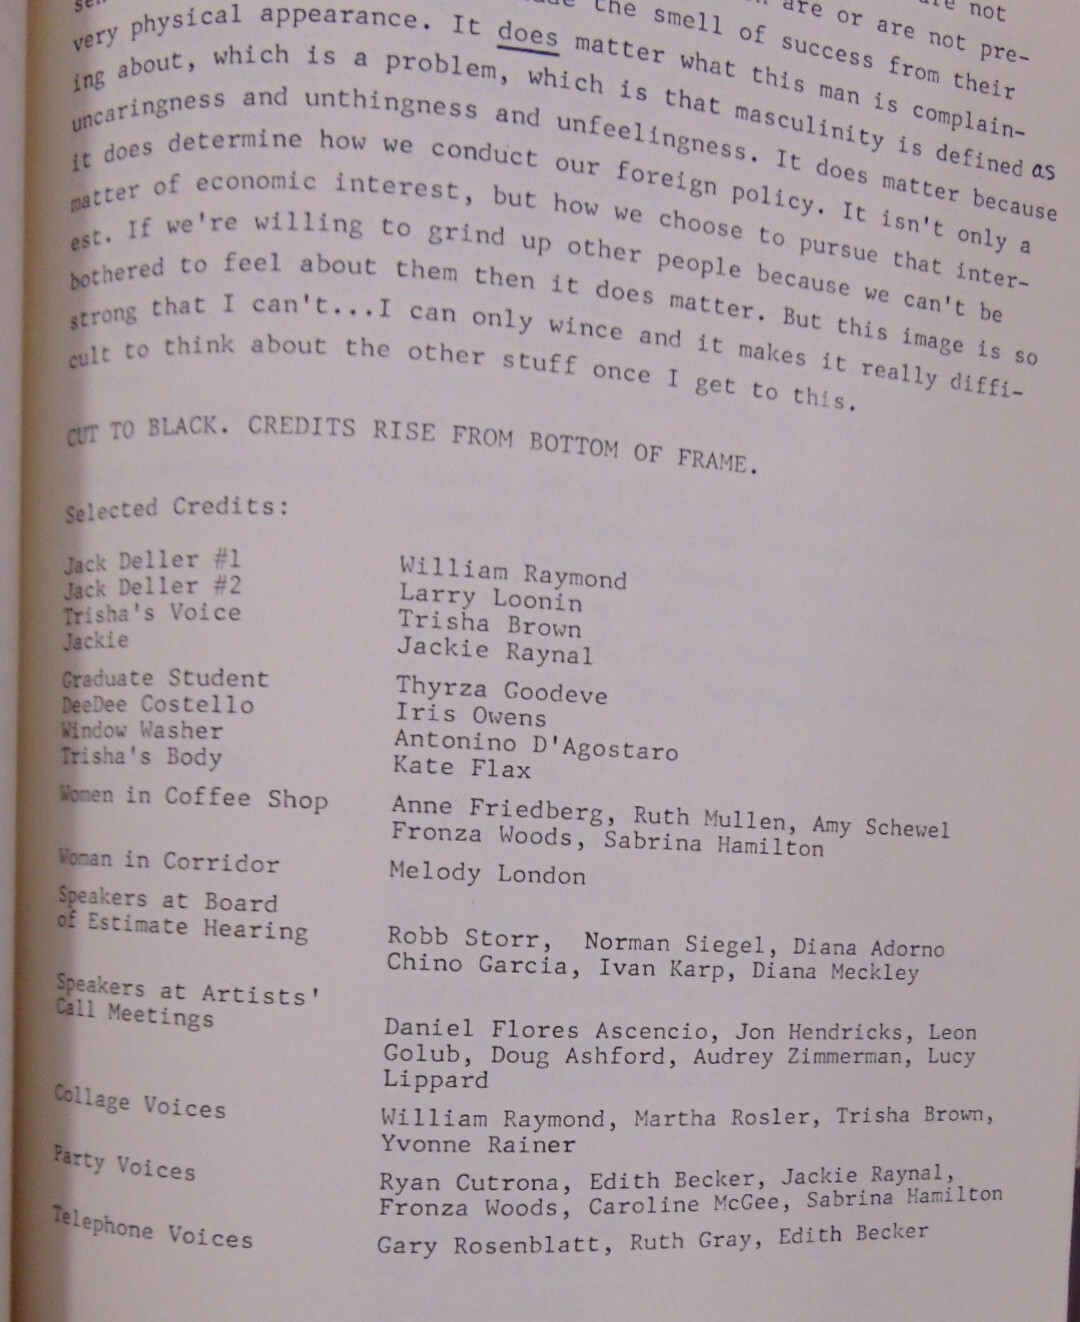 are not
are or are not pre-
the smell of success from their
very physical appearance. It does matter what this man is complain-
ing about, which is a problem, which is that masculinity is defined as
uncaringness and unthingness and unfeelingness. It does matter because
it does determine how we conduct our foreign policy. It isn't only a
matter of economic interest, but how we choose to pursue that inter-
est. If we're willing to grind up other people because we can't be
bothered to feel about them then it does matter. But this image is so
strong that I can't...I can only wince and it makes it really diffi-
cult to think about the other stuff once I get to this.
CUT TO BLACK. CREDITS RISE FROM BOTTOM OF FRAME.
Selected Credits:
Jack Deller #1 William Raymond
Jack Deller #2 Larry Loonin
Trisha's Voice Trisha Brown
Jackie Jackie Raynal
Graduate Student Thyrza Goodeve
DeeDee Costello Iris Owens
Window Washer Antonino D'Agostaro
Trisha's Body Kate Flax
Women in Coffee Shop Anne Friedberg, Ruth Mullen, Amy Schewel
Fronza Woods, Sabrina Hamilton
Woman in Corridor Melody London
Speakers at Board
of Estimate Hearing Robb Storr, Norman Siegel, Diana Adorno
Chino Garcia, Ivan Karp, Diana Meckley
Speakers at Artists'
Call Meetings Daniel Flores Ascencio, Jon Hendricks, Leon
Golub, Doug Ashford, Audrey Zimmerman, Lucy
Lippard
Collage Voices William Raymond, Martha Rosler, Trisha Brown,
Yvonne Rainer
Party Voices Ryan Cutrona, Edith Becker, Jackie Raynal,
Fronza Woods, Caroline McGee, Sabrina Hamilton
Telephone Voices Gary Rosenblatt, Ruth Gray, Edith Becker